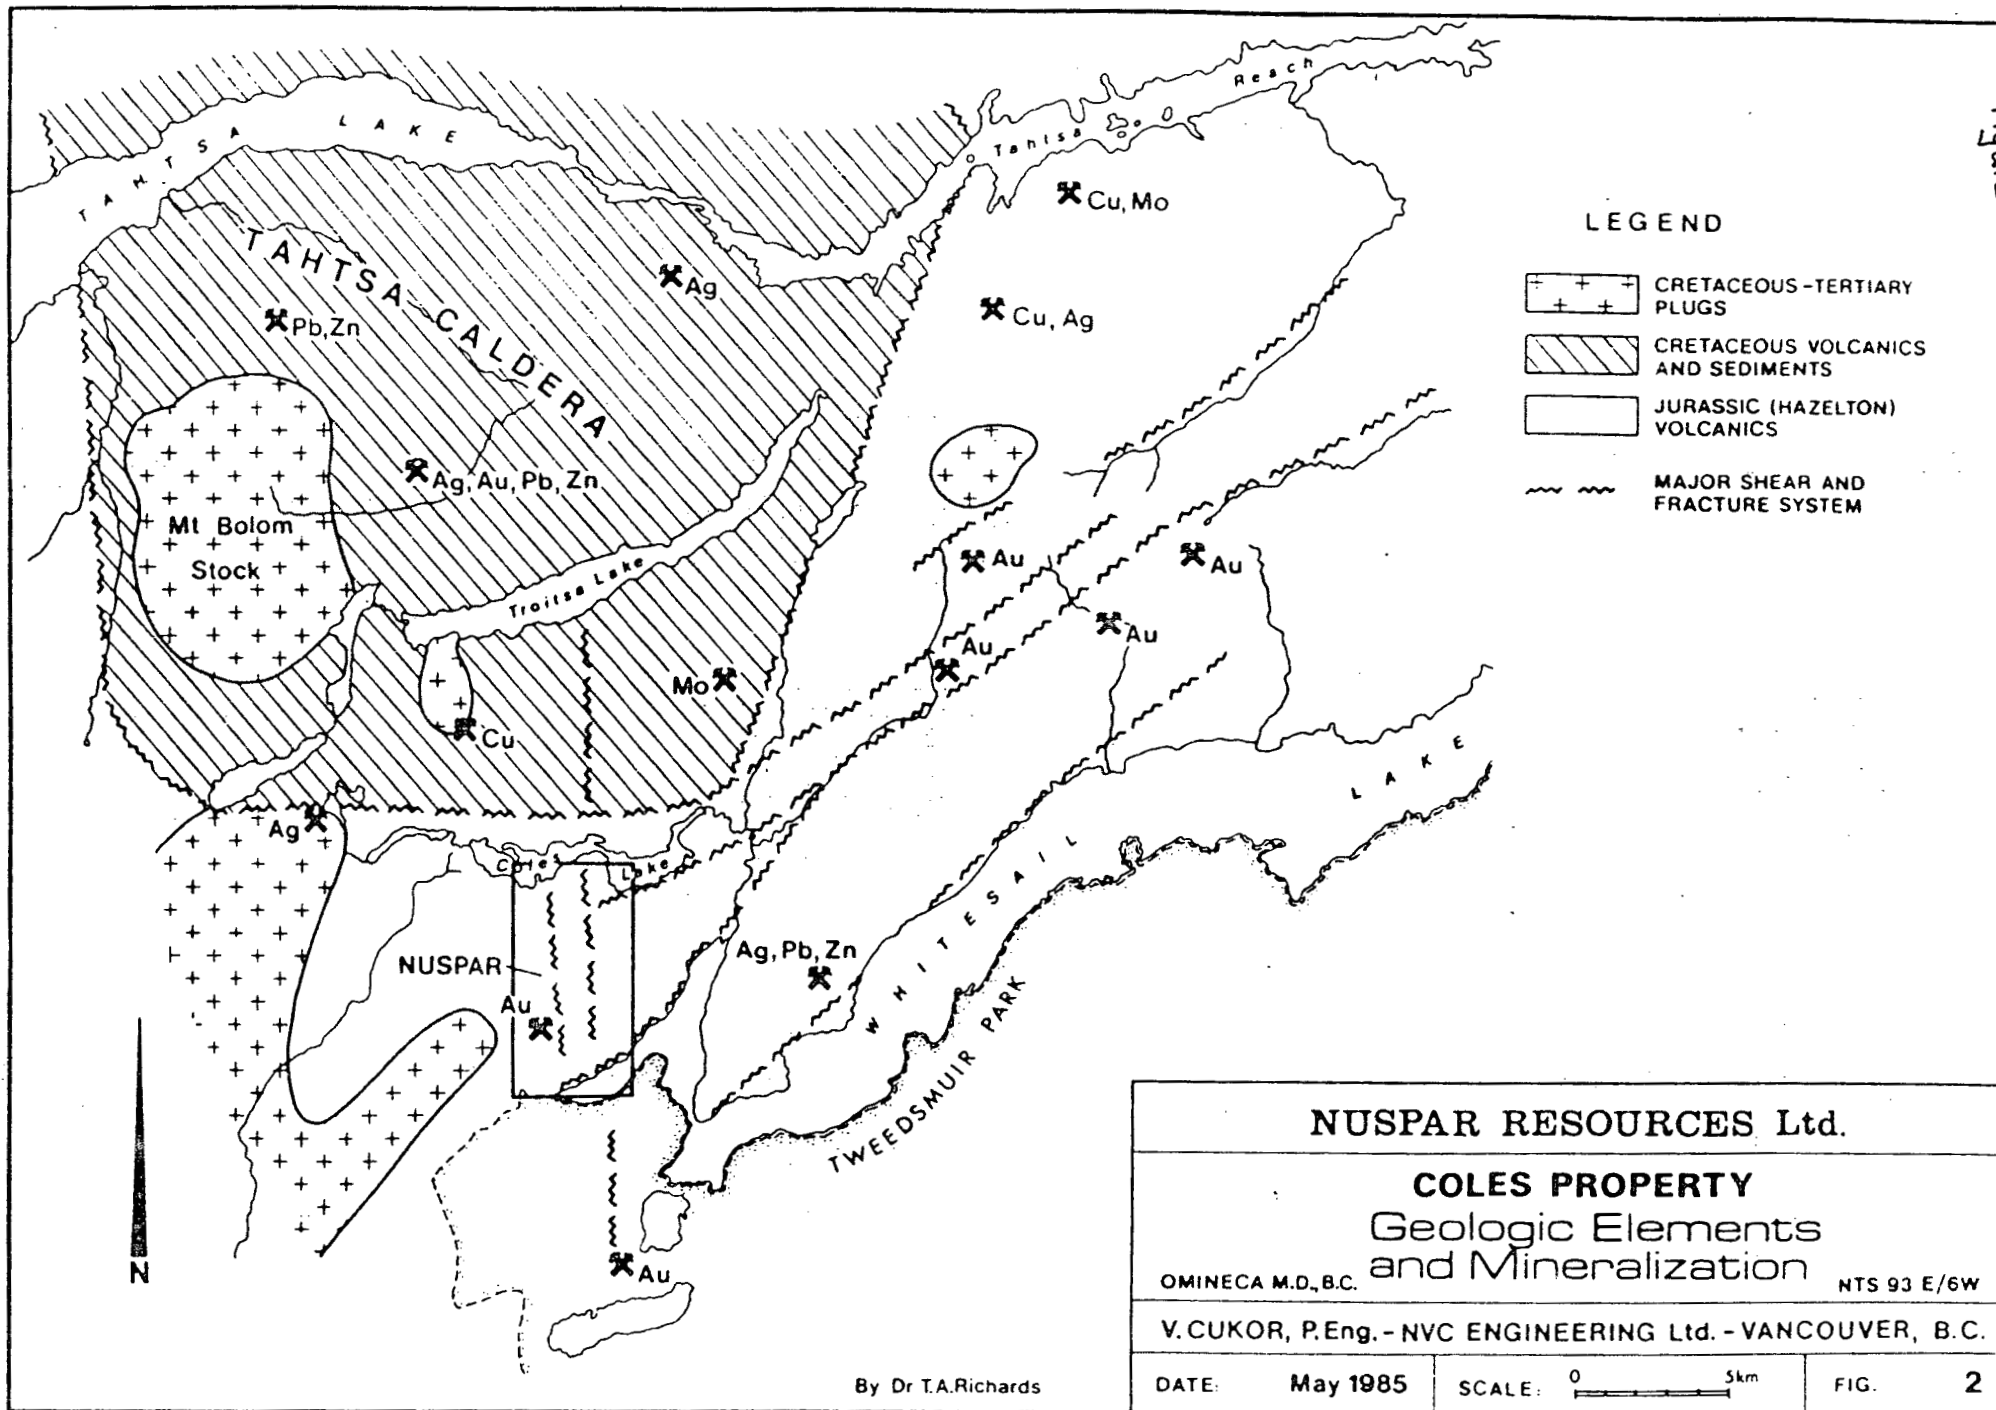 TAHTSA LAKE
Tahtsa Reach
Cu, Mo
TAHTSA CALDERA
Ag
Pb, Zn
Cu, Ag
Ag, Au, Pb, Zn
Mt Bolom
Stock
Troitsa Lake
Au
Au
Au
Au
Mo
Cu
Ag
Coles Lake
NUSPAR
Au
Ag, Pb, Zn
WHITESAIL LAKE
TWEEDSMUIR PARK
Au
N
By Dr T.A.Richards
LEGEND
CRETACEOUS-TERTIARY
PLUGS
CRETACEOUS VOLCANICS
AND SEDIMENTS
JURASSIC (HAZELTON)
VOLCANICS
MAJOR SHEAR AND
FRACTURE SYSTEM
NUSPAR RESOURCES Ltd.
COLES PROPERTY
Geologic Elements
and Mineralization
OMINECA M.D., B.C.
NTS 93 E/6W
V. CUKOR, P.Eng. - NVC ENGINEERING Ltd. - VANCOUVER, B.C.
DATE: May 1985
SCALE: 0 5km
FIG. 2